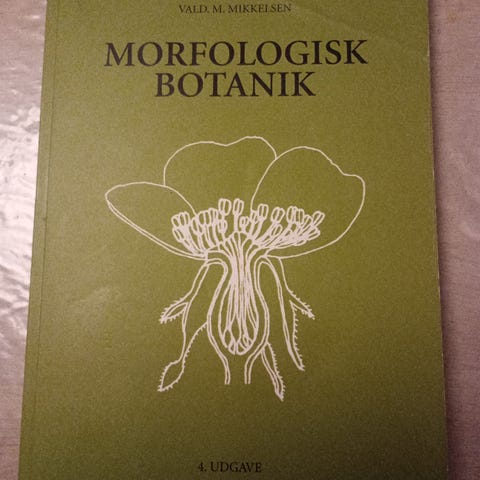 VALD. M. MIKKELSEN
MORFOLOGISK
BOTANIK
4. UDGAVE